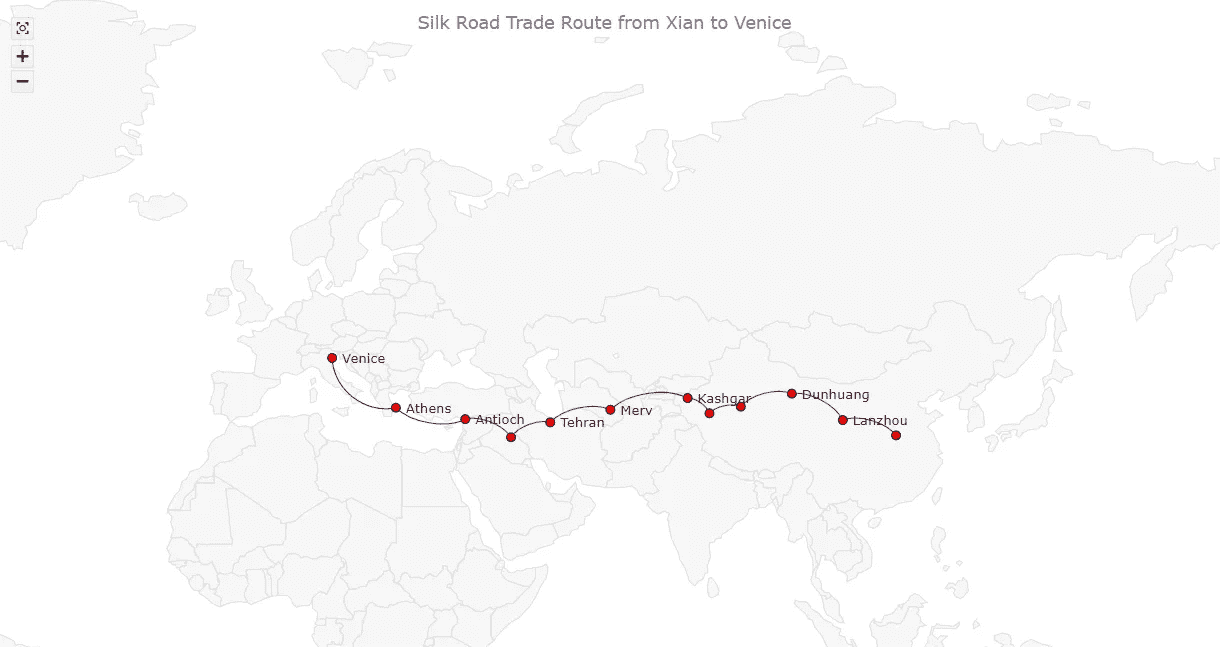 Silk Road Trade Route from Xian to Venice
+
−
Venice
Athens
Antioch
Tehran
Merv
Kashgar
Dunhuang
Lanzhou